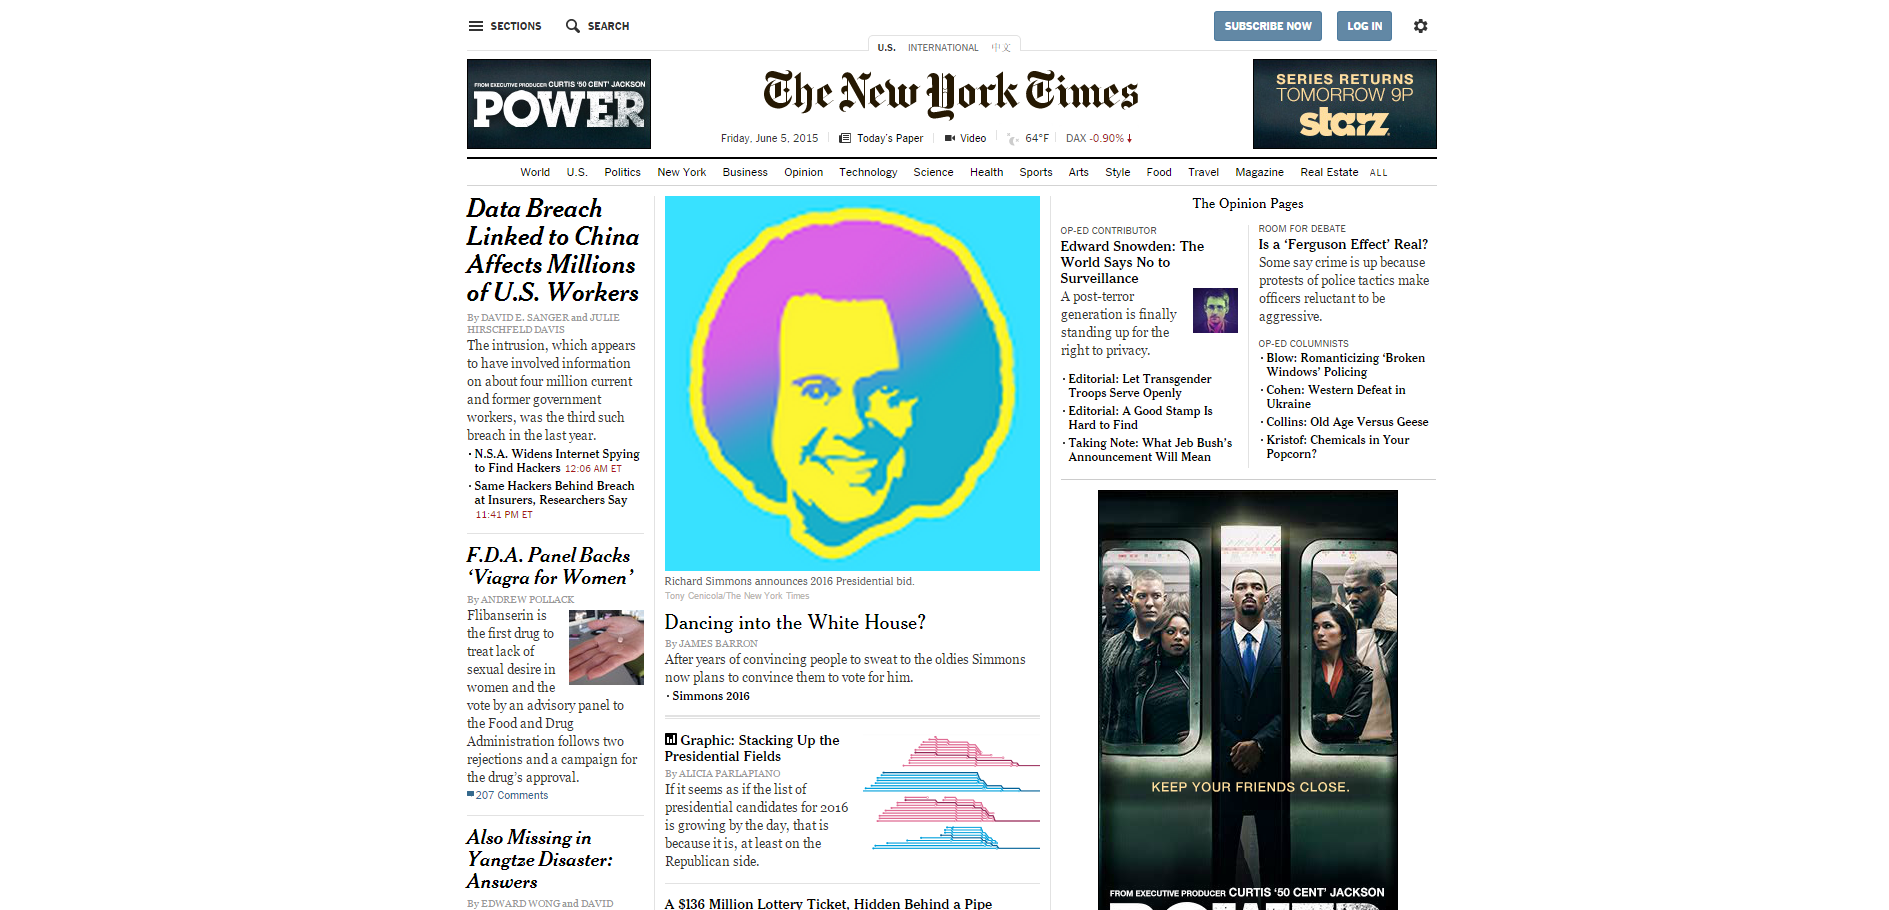 SECTIONS
SEARCH
SUBSCRIBE NOW
LOG IN
U.S.
INTERNATIONAL
中文
FROM EXECUTIVE PRODUCER CURTIS '50 CENT' JACKSON
POWER
The New York Times
SERIES RETURNS
TOMORROW 9P
starz
Friday, June 5, 2015
Today's Paper
Video
64°F
DAX -0.90%
World
U.S.
Politics
New York
Business
Opinion
Technology
Science
Health
Sports
Arts
Style
Food
Travel
Magazine
Real Estate
ALL
Data Breach
Linked to China
Affects Millions
of U.S. Workers
By DAVID E. SANGER and JULIE
HIRSCHFELD DAVIS
The intrusion, which appears
to have involved information
on about four million current
and former government
workers, was the third such
breach in the last year.
· N.S.A. Widens Internet Spying
to Find Hackers 12:06 AM ET
· Same Hackers Behind Breach
at Insurers, Researchers Say
11:41 PM ET
F.D.A. Panel Backs
‘Viagra for Women’
By ANDREW POLLACK
Flibanserin is
the first drug to
treat lack of
sexual desire in
women and the
vote by an advisory panel to
the Food and Drug
Administration follows two
rejections and a campaign for
the drug’s approval.
207 Comments
Also Missing in
Yangtze Disaster:
Answers
By EDWARD WONG and DAVID
Richard Simmons announces 2016 Presidential bid.
Tony Cenicola/The New York Times
Dancing into the White House?
By JAMES BARRON
After years of convincing people to sweat to the oldies Simmons
now plans to convince them to vote for him.
· Simmons 2016
Graphic: Stacking Up the
Presidential Fields
By ALICIA PARLAPIANO
If it seems as if the list of
presidential candidates for 2016
is growing by the day, that is
because it is, at least on the
Republican side.
A $136 Million Lottery Ticket, Hidden Behind a Pipe
The Opinion Pages
OP-ED CONTRIBUTOR
Edward Snowden: The
World Says No to
Surveillance
A post-terror
generation is finally
standing up for the
right to privacy.
· Editorial: Let Transgender
Troops Serve Openly
· Editorial: A Good Stamp Is
Hard to Find
· Taking Note: What Jeb Bush’s
Announcement Will Mean
ROOM FOR DEBATE
Is a ‘Ferguson Effect’ Real?
Some say crime is up because
protests of police tactics make
officers reluctant to be
aggressive.
OP-ED COLUMNISTS
· Blow: Romanticizing ‘Broken
Windows’ Policing
· Cohen: Western Defeat in
Ukraine
· Collins: Old Age Versus Geese
· Kristof: Chemicals in Your
Popcorn?
KEEP YOUR FRIENDS CLOSE.
FROM EXECUTIVE PRODUCER CURTIS '50 CENT' JACKSON